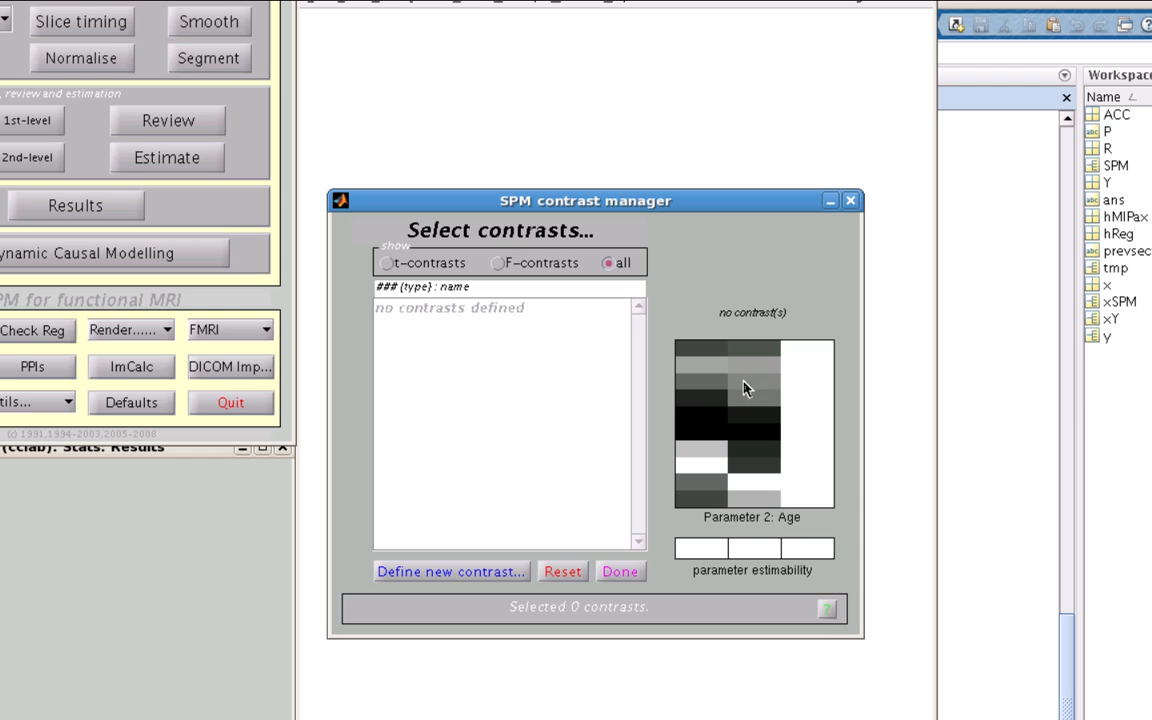 Slice timing
Smooth
Normalise
Segment
, review and estimation
1st-level
Review
2nd-level
Estimate
Results
ynamic Causal Modelling
PM for functional MRI
Check Reg
Render......
FMRI
PPIs
ImCalc
DICOM Imp...
tils...
Defaults
Quit
(c) 1991,1994-2003,2005-2008
(cclab): Stats: Results
SPM contrast manager
Select contrasts...
show
t-contrasts
F-contrasts
all
### {type} : name
no contrasts defined
no contrast(s)
Parameter 2: Age
parameter estimability
Define new contrast...
Reset
Done
Selected 0 contrasts.
?
Workspace
Name
ACC
P
R
SPM
Y
ans
hMIPax
hReg
prevsec
tmp
x
xSPM
xY
y